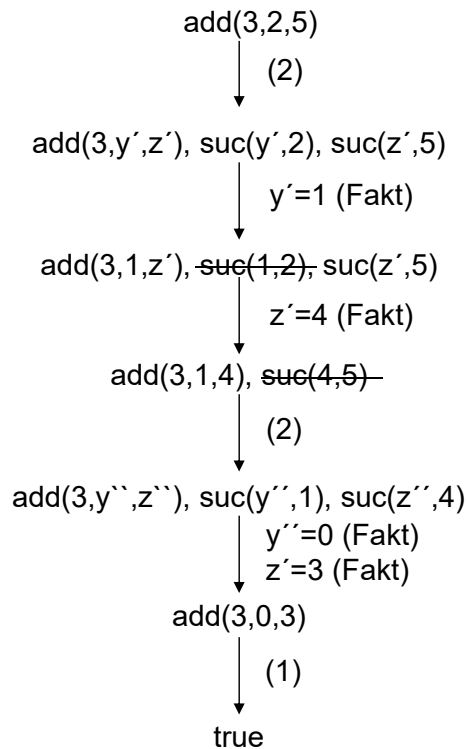 add(3,2,5)
(2)
add(3,y´,z´), suc(y´,2), suc(z´,5)
y´=1 (Fakt)
add(3,1,z´), suc(1,2), suc(z´,5)
z´=4 (Fakt)
add(3,1,4), suc(4,5)
(2)
add(3,y``,z``), suc(y´´,1), suc(z´´,4)
y´´=0 (Fakt)
z´=3 (Fakt)
add(3,0,3)
(1)
true